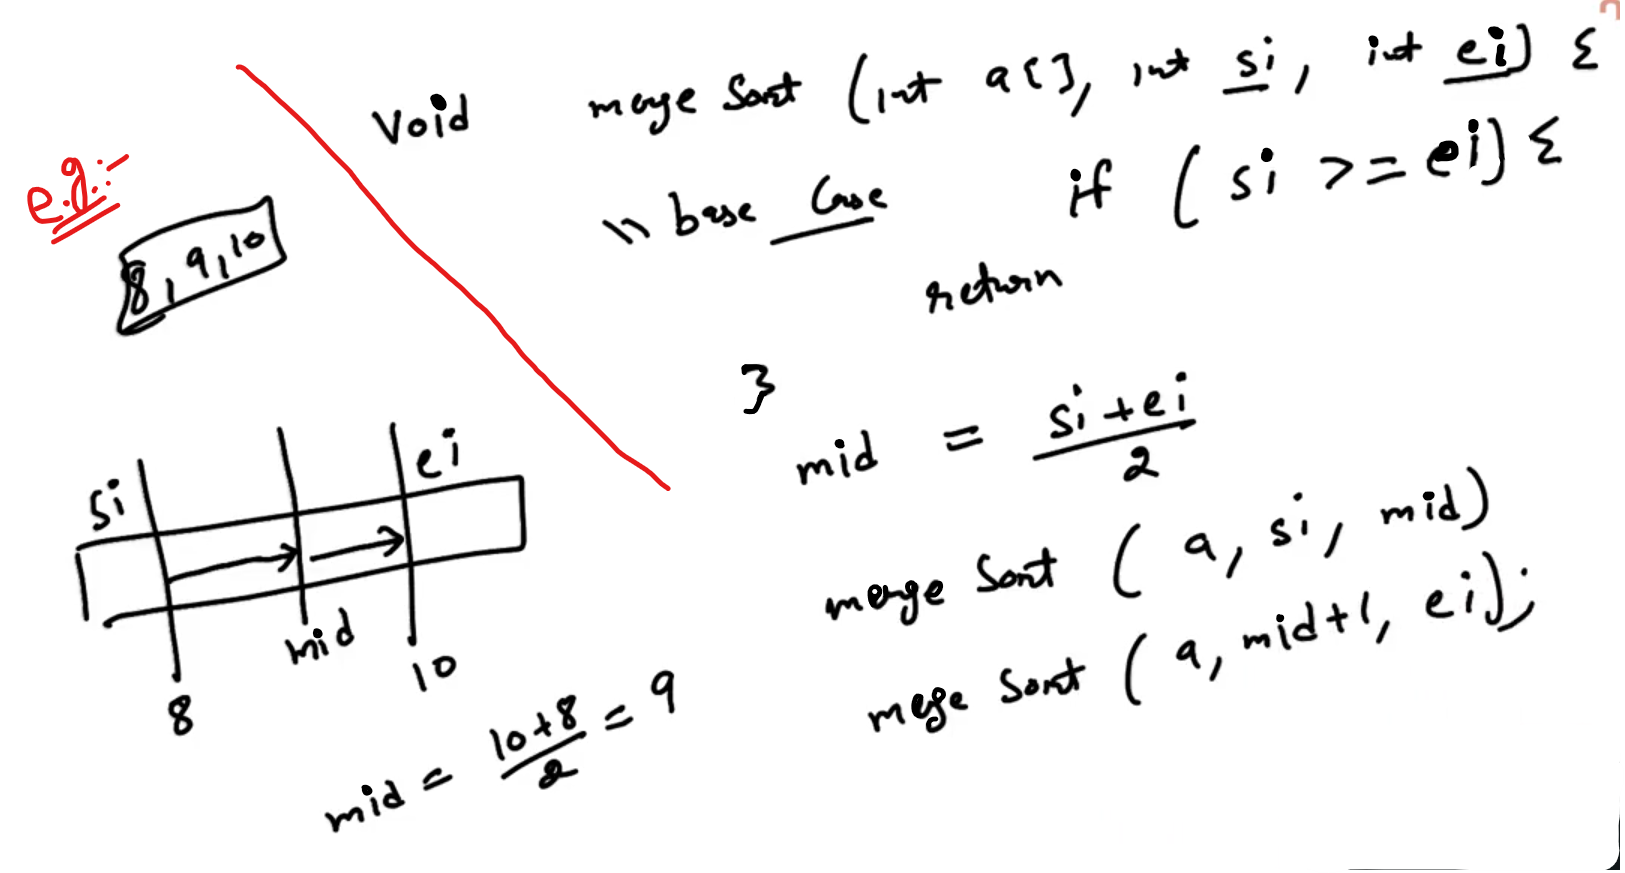 void merge Sort (int a[], int si, int ei) {
\\ base Case if ( si >= ei) {
return
}
mid = si+ei
2
merge Sort ( a, si, mid)
merge Sort ( a, mid+1, ei);
e.g.:-
8, 9, 10
si ei
mid
8 10
mid = 10+8 = 9
2